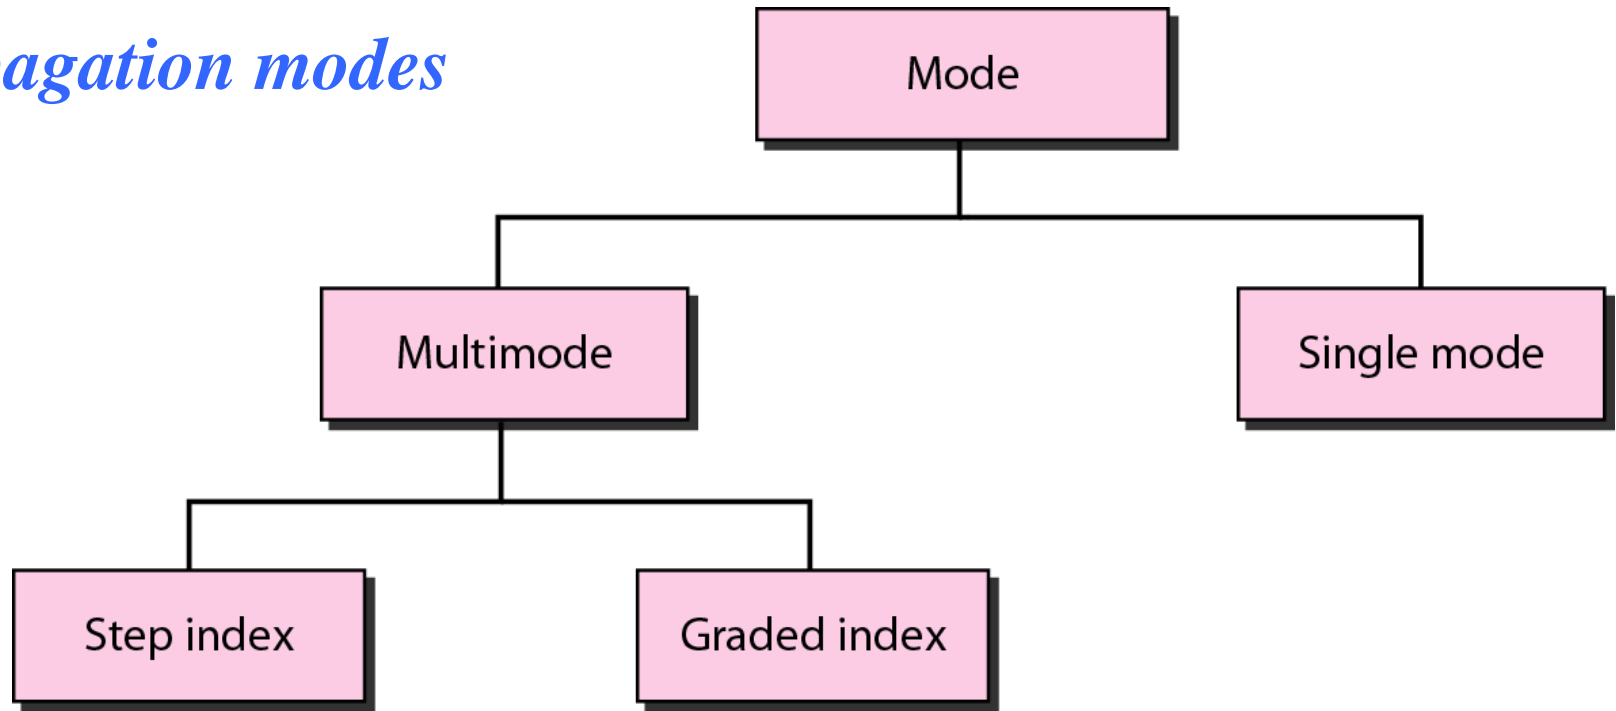 agation modes
Mode
Multimode
Single mode
Step index
Graded index